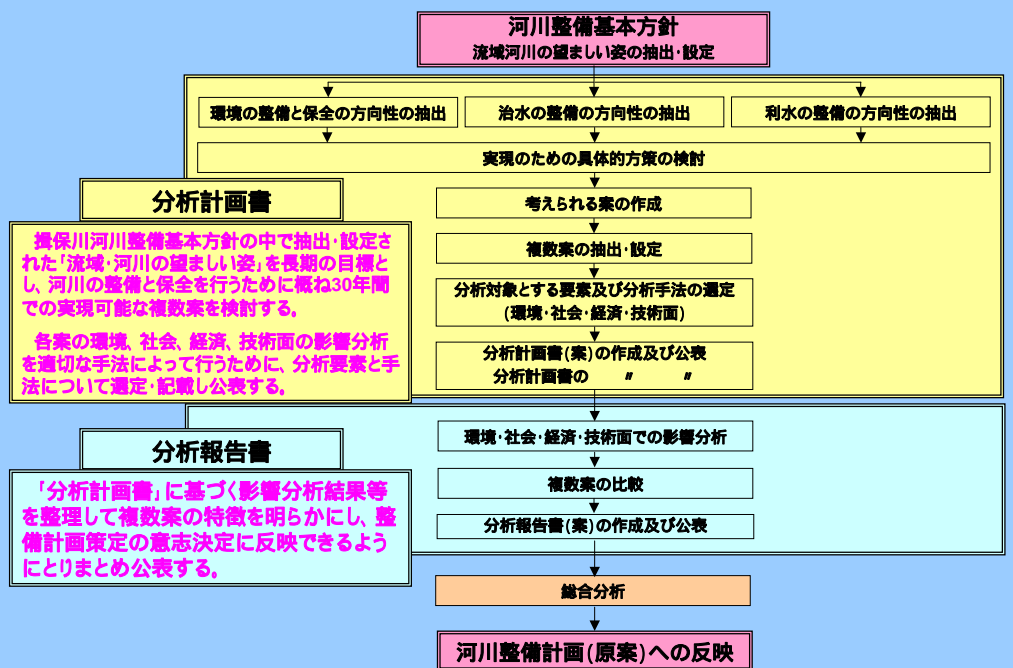 河川整備基本方針
流域河川の望ましい姿の抽出･設定
環境の整備と保全の方向性の抽出
治水の整備の方向性の抽出
利水の整備の方向性の抽出
実現のための具体的方策の検討
分析計画書
揖保川河川整備基本方針の中で抽出･設定さ
れた｢流域･河川の望ましい姿｣を長期の目標と
し、河川の整備と保全を行うために概ね30年間
での実現可能な複数案を検討する。
各案の環境、社会、経済、技術面の影響分析
を適切な手法によって行うために、分析要素と手
法について選定･記載し公表する。
考えられる案の作成
複数案の抽出･設定
分析対象とする要素及び分析手法の選定
(環境･社会･経済･技術面)
分析計画書(案)の作成及び公表
分析計画書の 〃 〃
分析報告書
｢分析計画書｣に基づく影響分析結果等
を整理して複数案の特徴を明らかにし、整
備計画策定の意志決定に反映できるよう
にとりまとめ公表する。
環境･社会･経済･技術面での影響分析
複数案の比較
分析報告書(案)の作成及び公表
総合分析
河川整備計画(原案)への反映